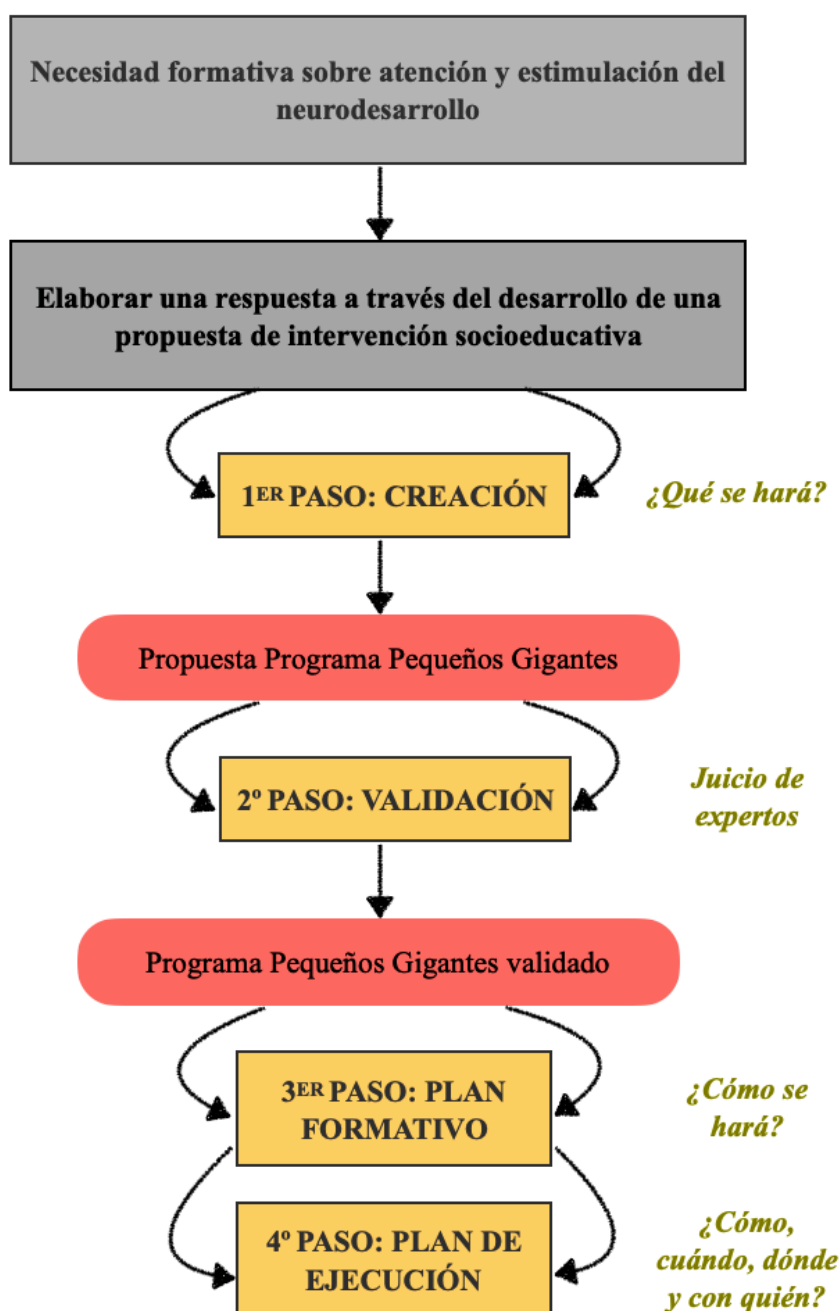 Necesidad formativa sobre atención y estimulación del
neurodesarrollo
Elaborar una respuesta a través del desarrollo de una
propuesta de intervención socioeducativa
1ER PASO: CREACIÓN
¿Qué se hará?
Propuesta Programa Pequeños Gigantes
2º PASO: VALIDACIÓN
Juicio de
expertos
Programa Pequeños Gigantes validado
3ER PASO: PLAN
FORMATIVO
¿Cómo se
hará?
4º PASO: PLAN DE
EJECUCIÓN
¿Cómo,
cuándo, dónde
y con quién?